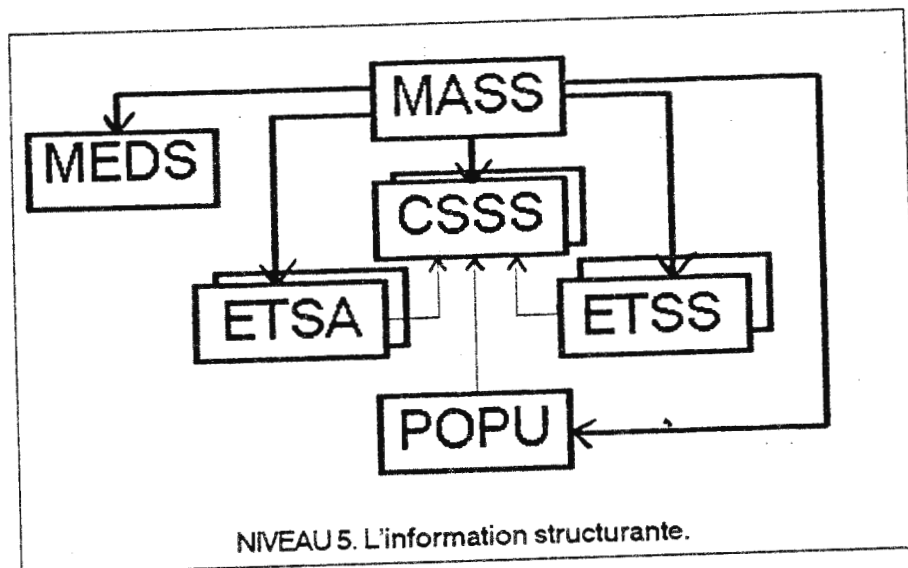 MASS
MEDS
CSSS
ETSA
ETSS
POPU
NIVEAU 5. L'information structurante.